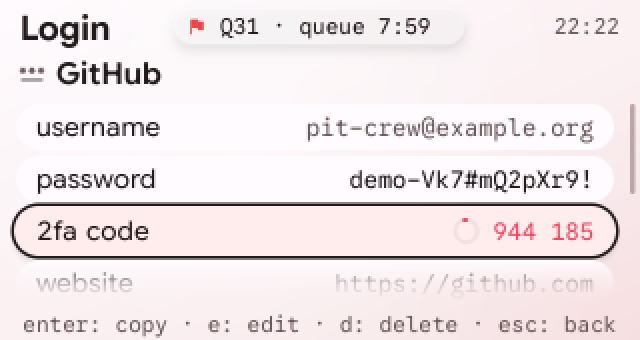 Login
Q31 · queue 7:59
22:22
GitHub
username pit-crew@example.org
password demo-Vk7#mQ2pXr9!
2fa code 944 185
website https://github.com
enter: copy · e: edit · d: delete · esc: back